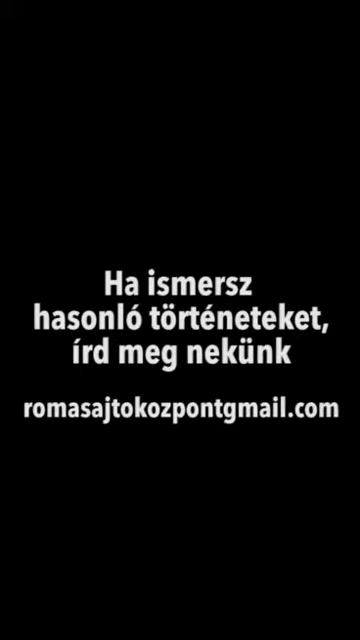 Ha ismersz
hasonló történeteket,
írd meg nekünk
romasajtokozpontgmail.com